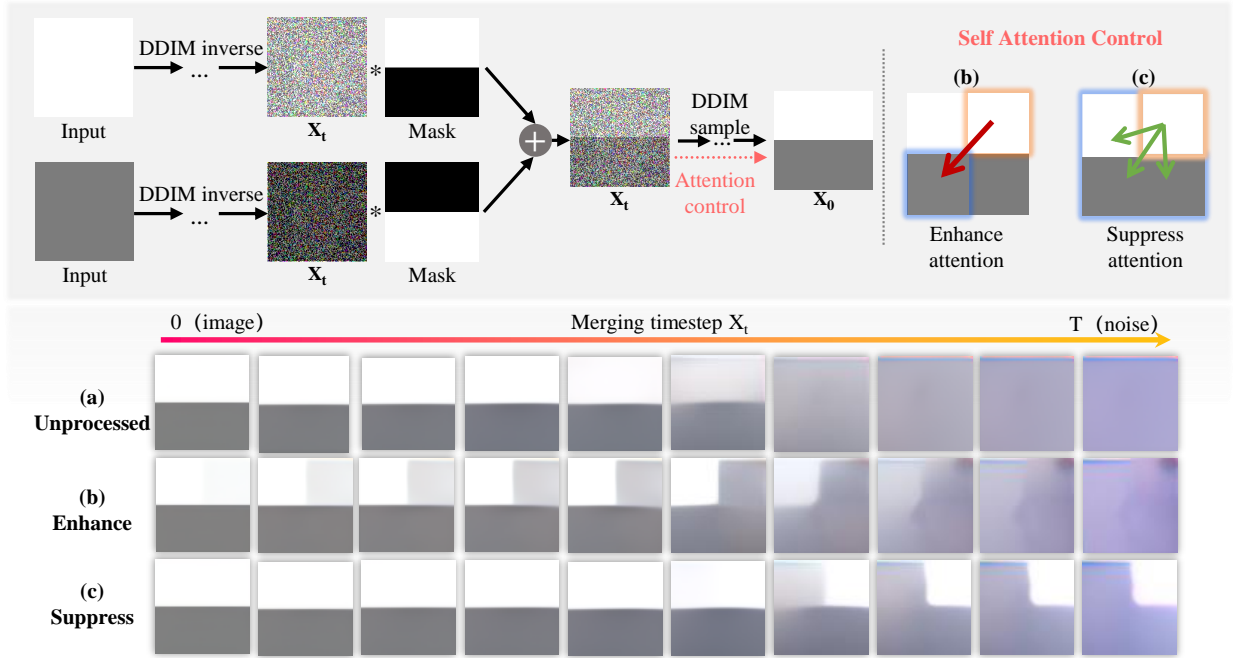 DDIM inverse
...
Input
X_t
*
Mask
DDIM inverse
...
Input
X_t
*
Mask
+
X_t
DDIM
sample
...
Attention
control
X_0
Self Attention Control
(b)
Enhance
attention
(c)
Suppress
attention
0 (image)
Merging timestep X_t
T (noise)
(a)
Unprocessed
(b)
Enhance
(c)
Suppress